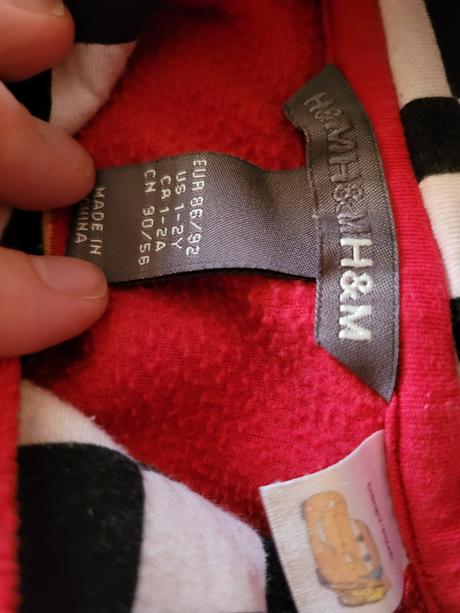 H&M H&M H&M
EUR 86/92
US 1-2Y
CA 1-2A
CN 90/56
MADE IN
CHINA